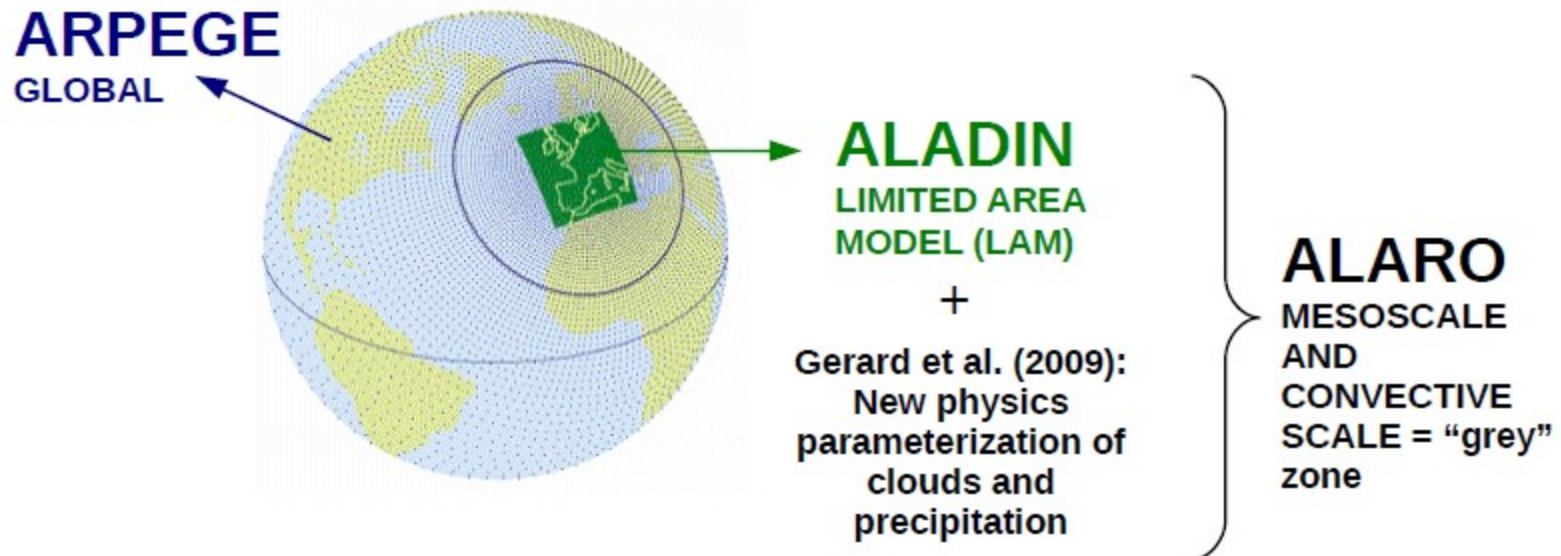 ARPEGE
GLOBAL
ALADIN
LIMITED AREA
MODEL (LAM)
+
Gerard et al. (2009):
New physics
parameterization of
clouds and
precipitation
ALARO
MESOSCALE
AND
CONVECTIVE
SCALE = “grey”
zone